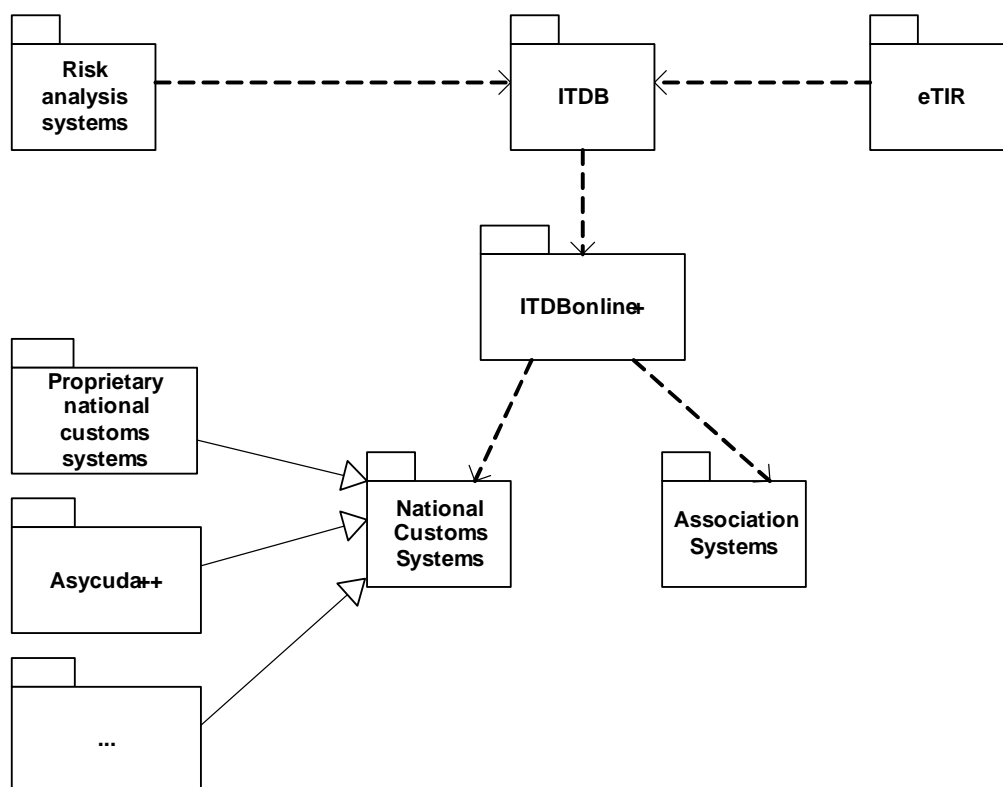 Risk
analysis
systems
ITDB
eTIR
ITDBonline+
Proprietary
national
customs
systems
National
Customs
Systems
Association
Systems
Asycuda++
...